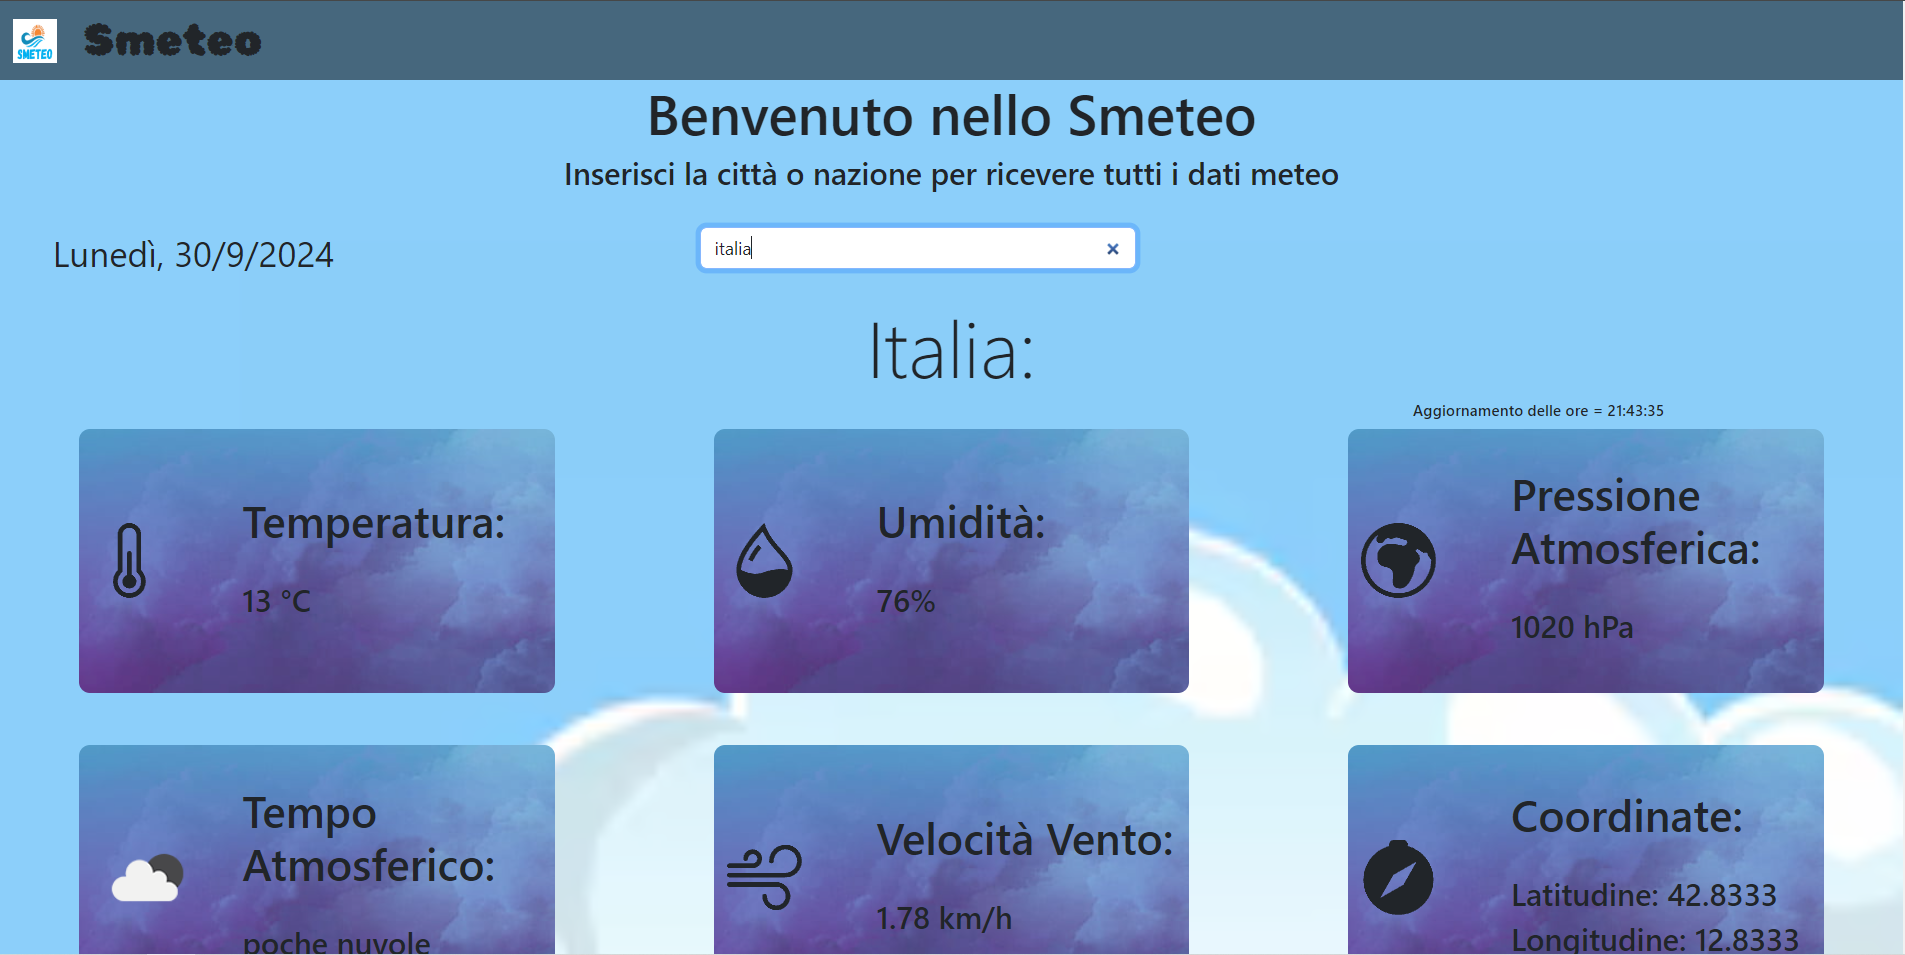 SMETEO
Smeteo
Benvenuto nello Smeteo
Inserisci la città o nazione per ricevere tutti i dati meteo
Lunedì, 30/9/2024
italia
Italia:
Aggiornamento delle ore = 21:43:35
Temperatura:
13 °C
Umidità:
76%
Pressione
Atmosferica:
1020 hPa
Tempo
Atmosferico:
poche nuvole
Velocità Vento:
1.78 km/h
Coordinate:
Latitudine: 42.8333
Longitudine: 12.8333